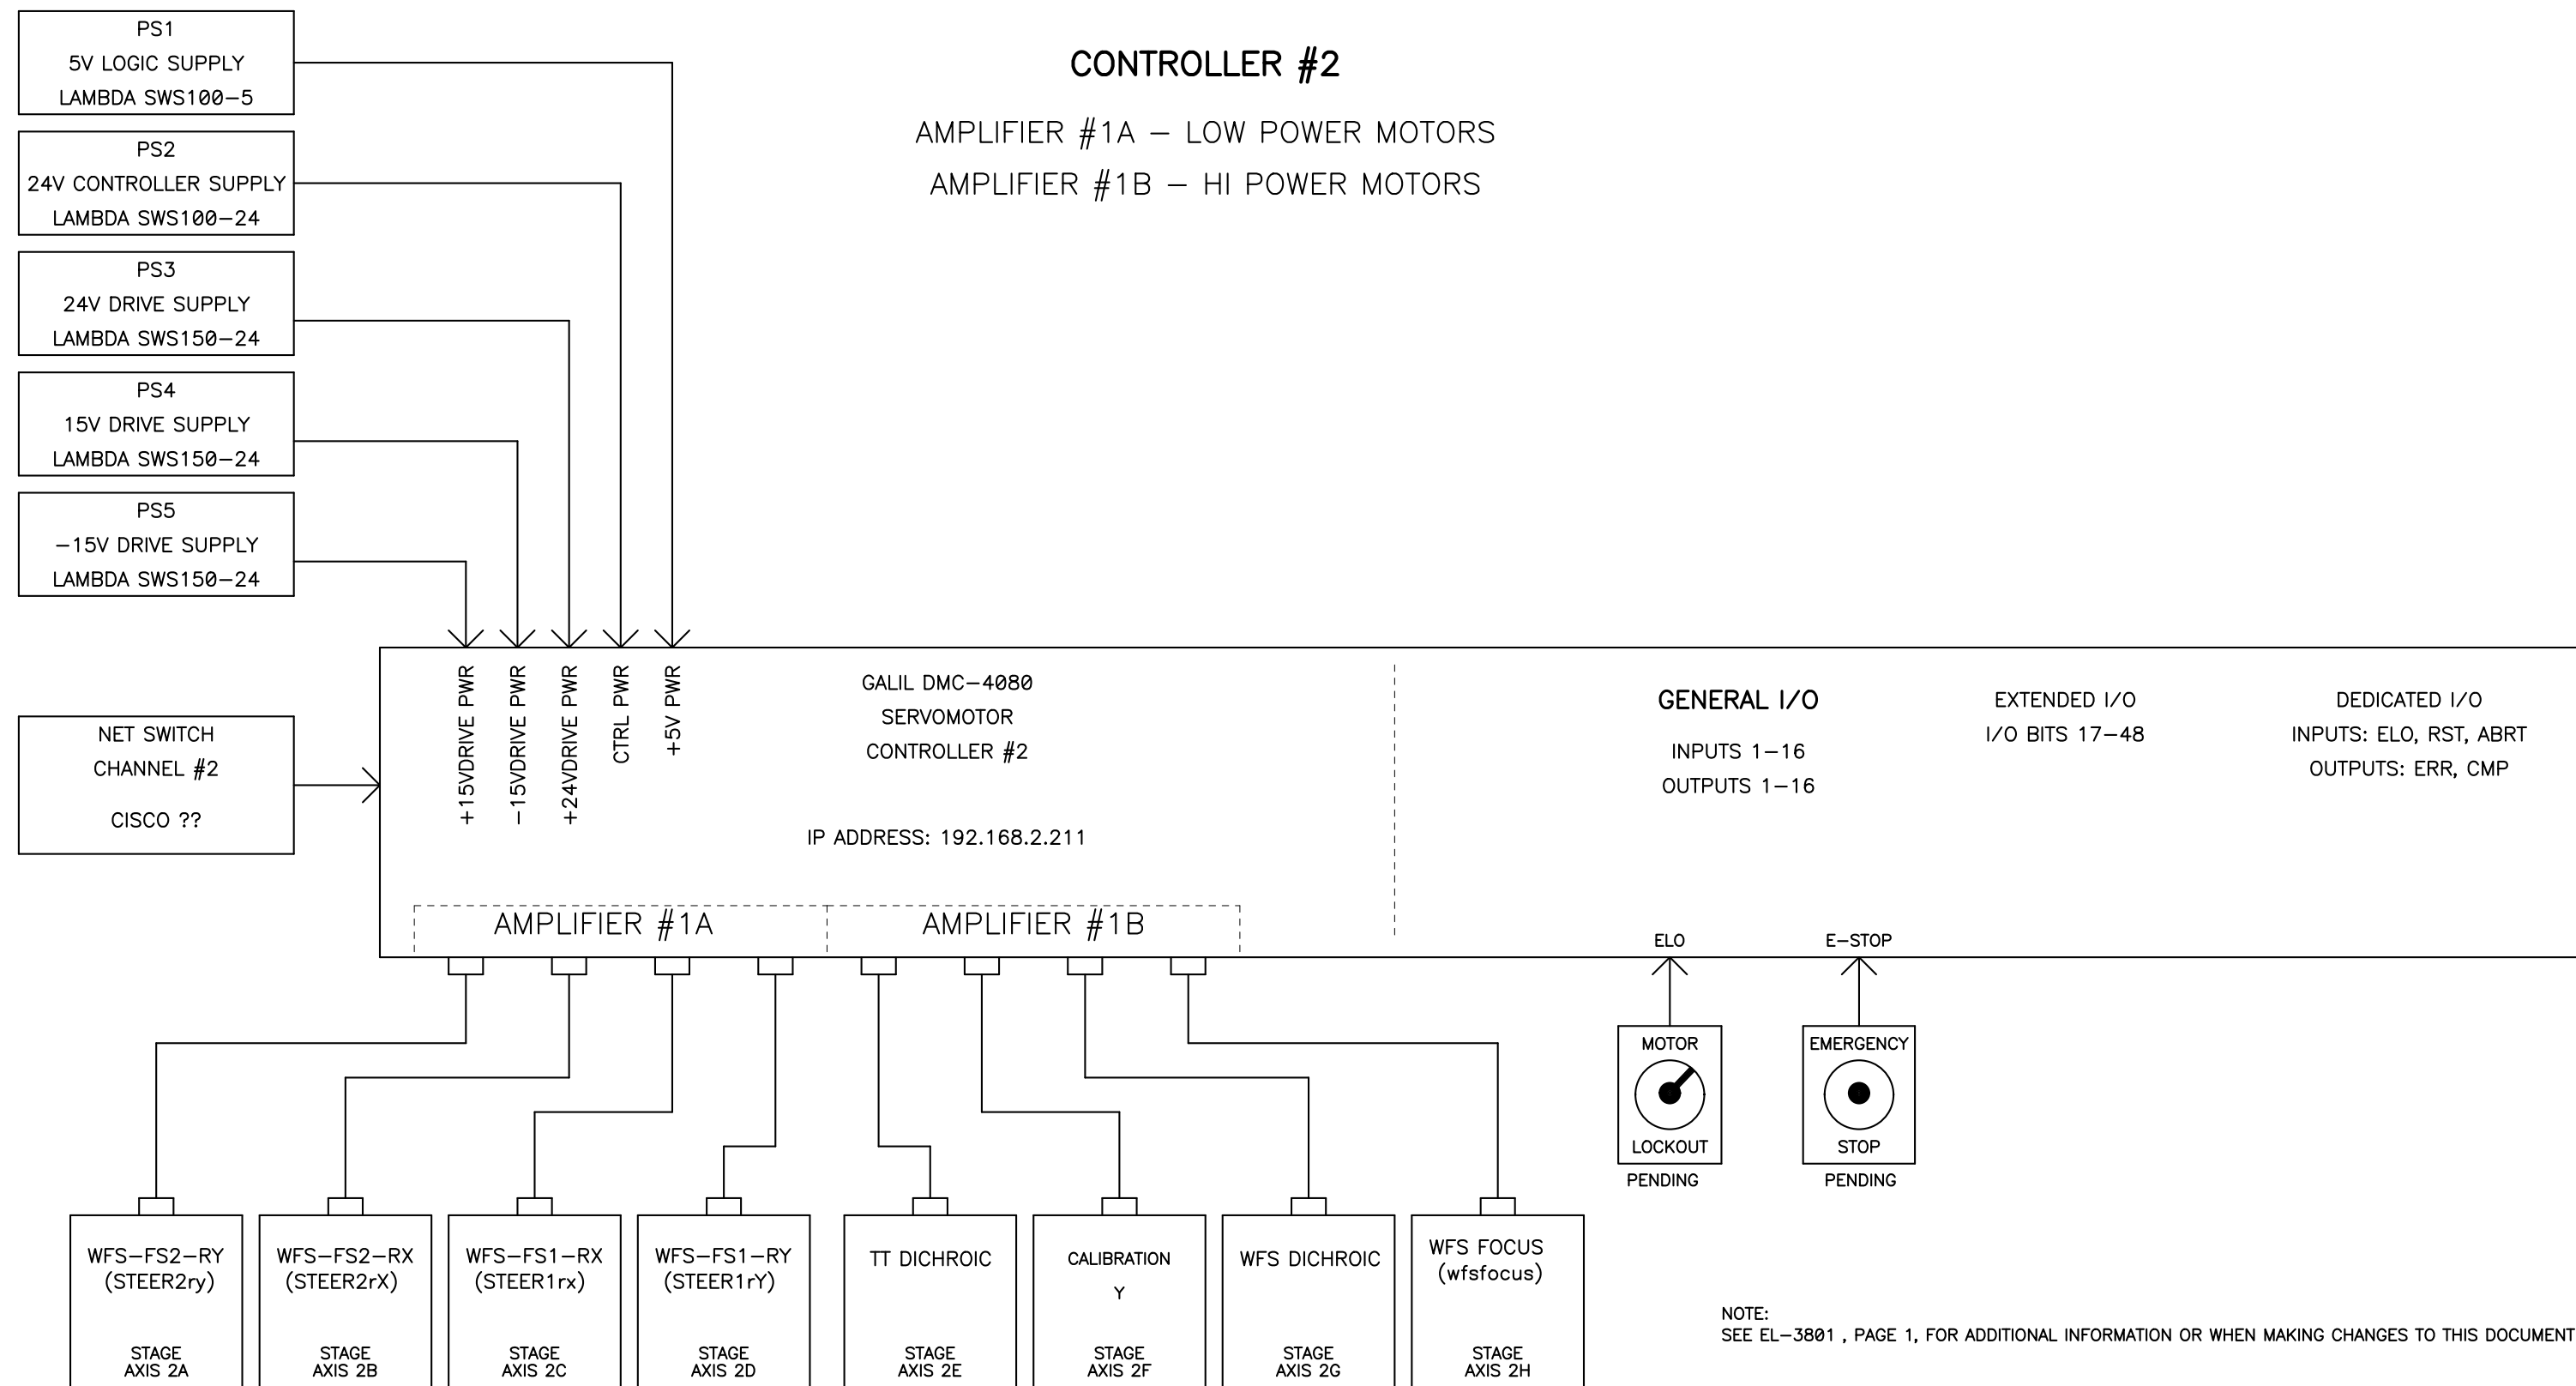 PS1
5V LOGIC SUPPLY
LAMBDA SWS100-5
PS2
24V CONTROLLER SUPPLY
LAMBDA SWS100-24
PS3
24V DRIVE SUPPLY
LAMBDA SWS150-24
PS4
15V DRIVE SUPPLY
LAMBDA SWS150-24
PS5
-15V DRIVE SUPPLY
LAMBDA SWS150-24
CONTROLLER #2
AMPLIFIER #1A - LOW POWER MOTORS
AMPLIFIER #1B - HI POWER MOTORS
NET SWITCH
CHANNEL #2
CISCO ??
+15VDRIVE PWR
-15VDRIVE PWR
+24VDRIVE PWR
CTRL PWR
+5V PWR
GALIL DMC-4080
SERVOMOTOR
CONTROLLER #2
IP ADDRESS: 192.168.2.211
GENERAL I/O
INPUTS 1-16
OUTPUTS 1-16
EXTENDED I/O
I/O BITS 17-48
DEDICATED I/O
INPUTS: ELO, RST, ABRT
OUTPUTS: ERR, CMP
AMPLIFIER #1A
AMPLIFIER #1B
ELO
E-STOP
MOTOR
LOCKOUT
PENDING
EMERGENCY
STOP
PENDING
WFS-FS2-RY
(STEER2ry)
STAGE
AXIS 2A
WFS-FS2-RX
(STEER2rX)
STAGE
AXIS 2B
WFS-FS1-RX
(STEER1rx)
STAGE
AXIS 2C
WFS-FS1-RY
(STEER1rY)
STAGE
AXIS 2D
TT DICHROIC
STAGE
AXIS 2E
CALIBRATION
Y
STAGE
AXIS 2F
WFS DICHROIC
STAGE
AXIS 2G
WFS FOCUS
(wfsfocus)
STAGE
AXIS 2H
NOTE:
SEE EL-3801 , PAGE 1, FOR ADDITIONAL INFORMATION OR WHEN MAKING CHANGES TO THIS DOCUMENT